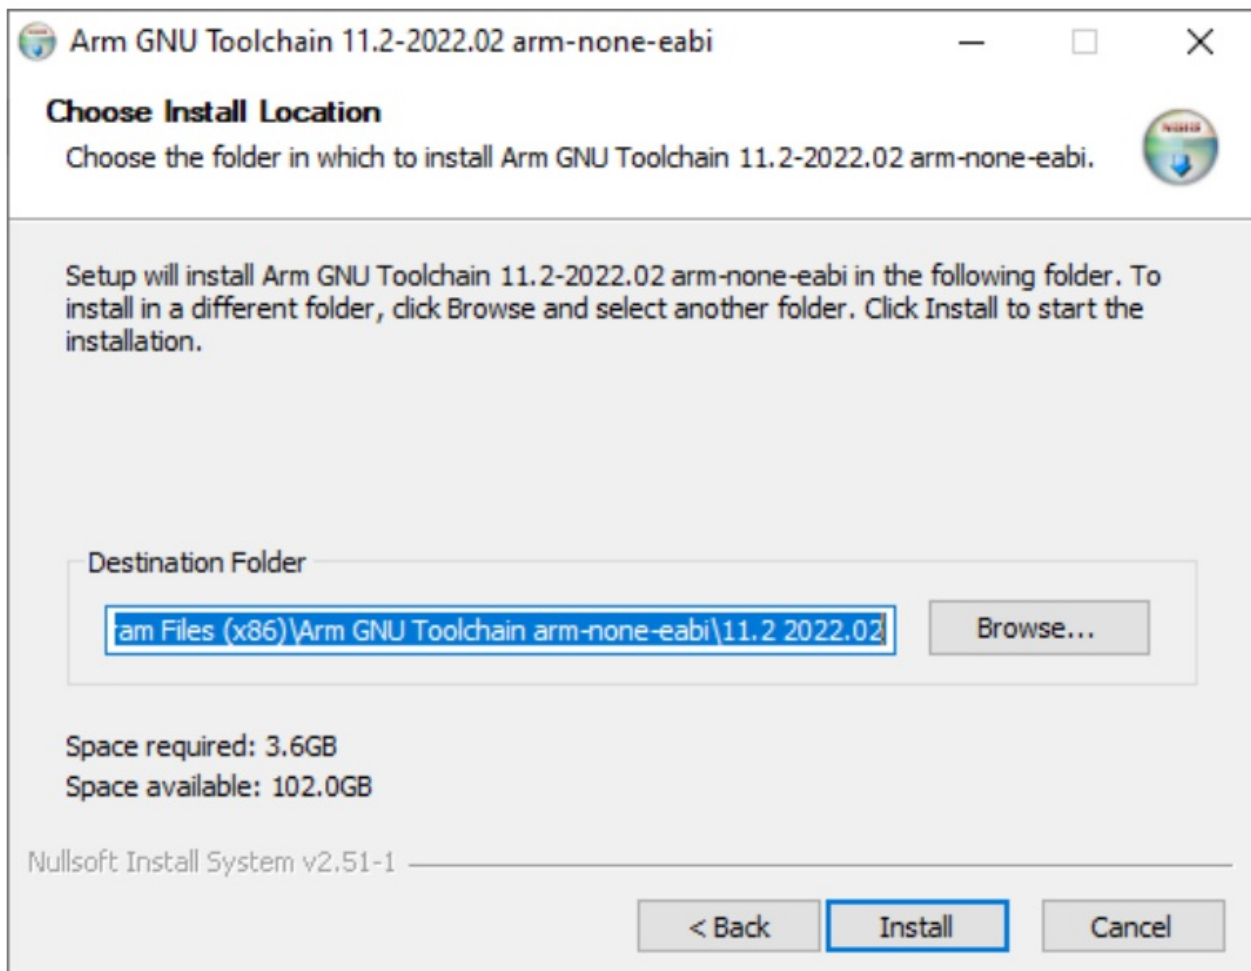 Arm GNU Toolchain 11.2-2022.02 arm-none-eabi
Choose Install Location
Choose the folder in which to install Arm GNU Toolchain 11.2-2022.02 arm-none-eabi.
Setup will install Arm GNU Toolchain 11.2-2022.02 arm-none-eabi in the following folder. To
install in a different folder, click Browse and select another folder. Click Install to start the
installation.
Destination Folder
ram Files (x86)\Arm GNU Toolchain arm-none-eabi\11.2 2022.02
Browse...
Space required: 3.6GB
Space available: 102.0GB
Nullsoft Install System v2.51-1
< Back
Install
Cancel